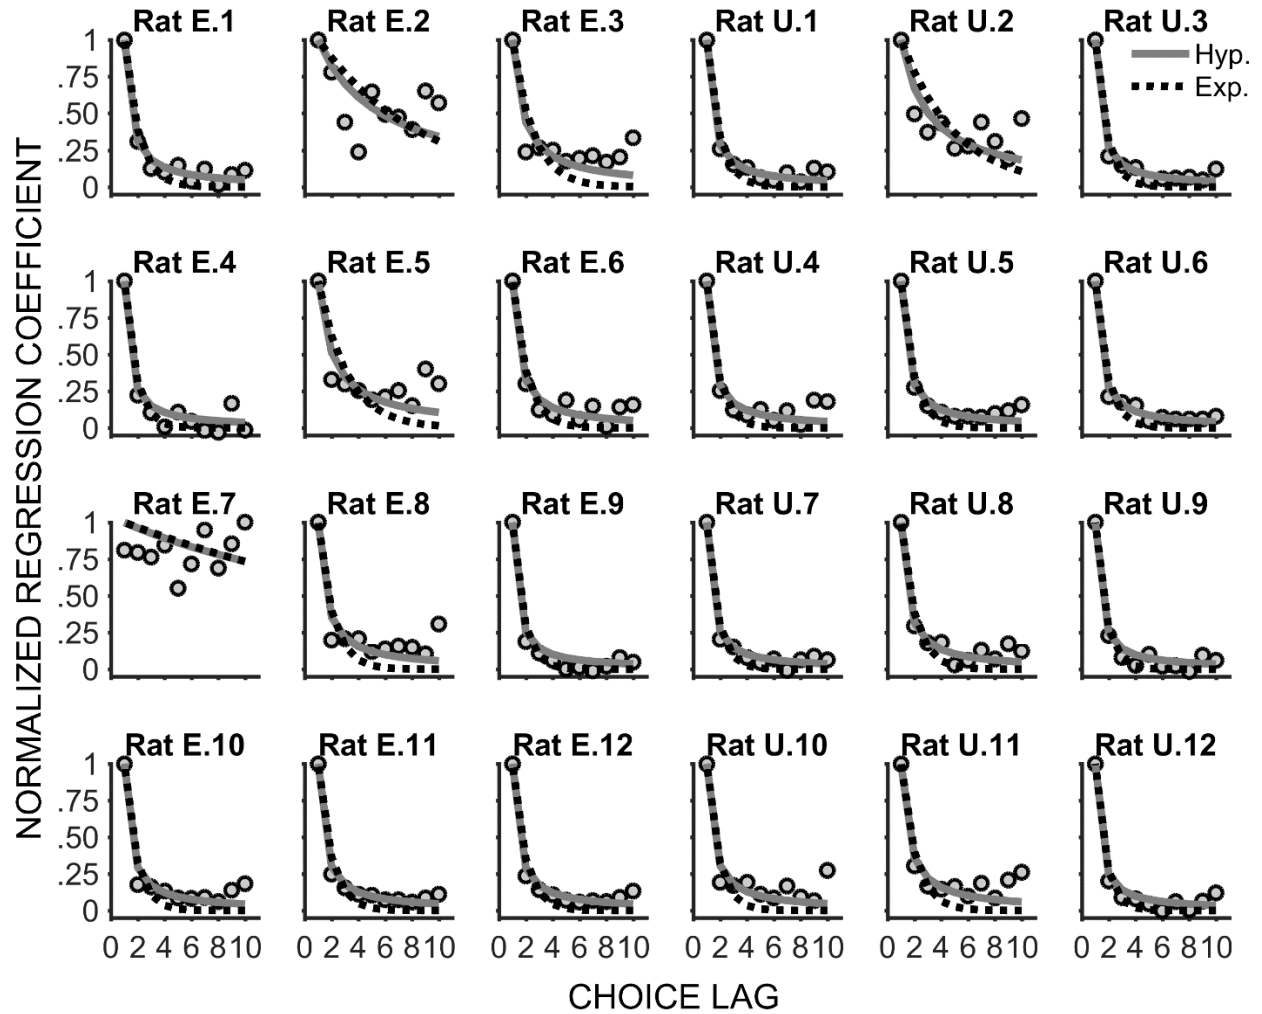 Rat E.1 Rat E.2 Rat E.3 Rat U.1 Rat U.2 Rat U.3
Hyp.
Exp.
1
.75
.50
.25
0
Rat E.4 Rat E.5 Rat E.6 Rat U.4 Rat U.5 Rat U.6
1
.75
.50
.25
0
Rat E.7 Rat E.8 Rat E.9 Rat U.7 Rat U.8 Rat U.9
1
.75
.50
.25
0
Rat E.10 Rat E.11 Rat E.12 Rat U.10 Rat U.11 Rat U.12
1
.75
.50
.25
0
0 2 4 6 8 10 0 2 4 6 8 10 0 2 4 6 8 10 0 2 4 6 8 10 0 2 4 6 8 10 0 2 4 6 8 10
NORMALIZED REGRESSION COEFFICIENT
CHOICE LAG